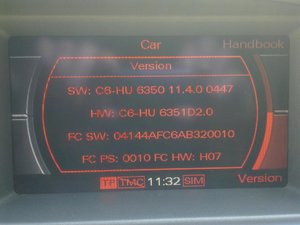 Car
Handbook
Version
SW: C6-HU 6350 11.4.0 0447
HW: C6-HU 6351D2.0
FC SW: 04144AFC6AB320010
FC PS: 0010 FC HW: H07
TP TMC 11:32 SIM
Version